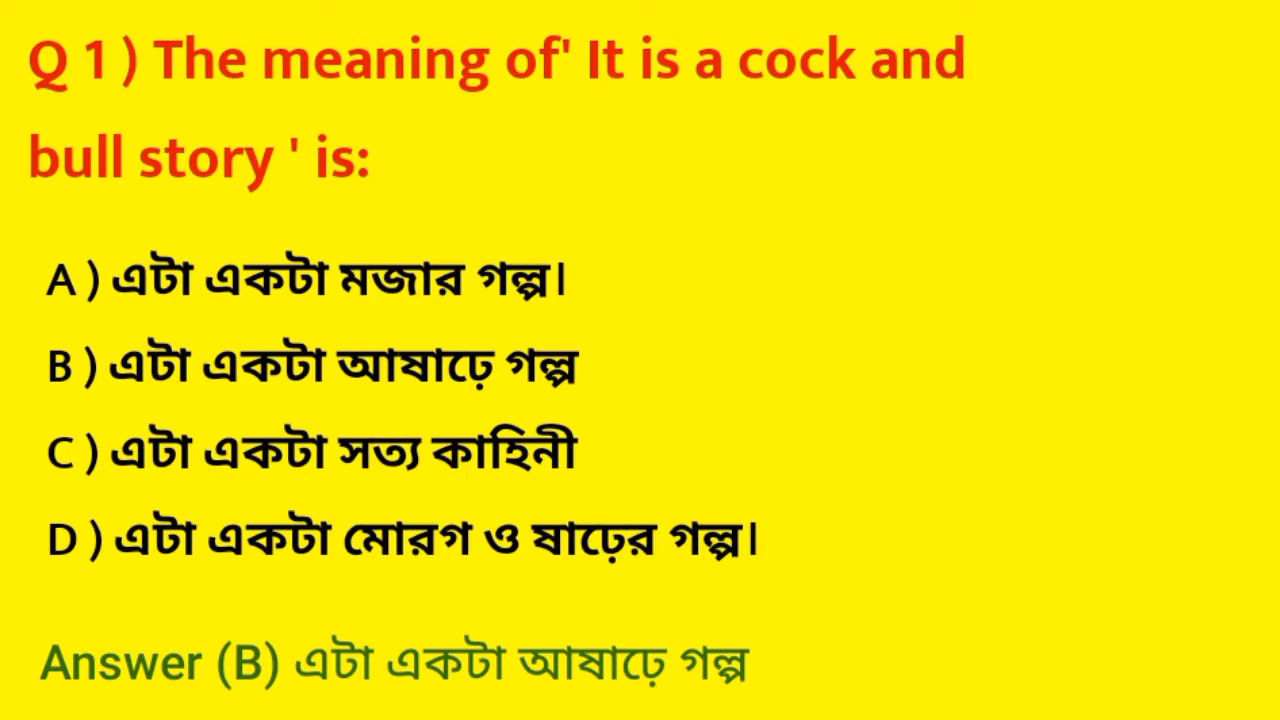 Q 1 ) The meaning of' It is a cock and
bull story ' is:
A ) এটা একটা মজার গল্প।
B ) এটা একটা আষাঢ়ে গল্প
C ) এটা একটা সত্য কাহিনী
D ) এটা একটা মোরগ ও ষাঢ়ের গল্প।
Answer (B) এটা একটা আষাঢ়ে গল্প